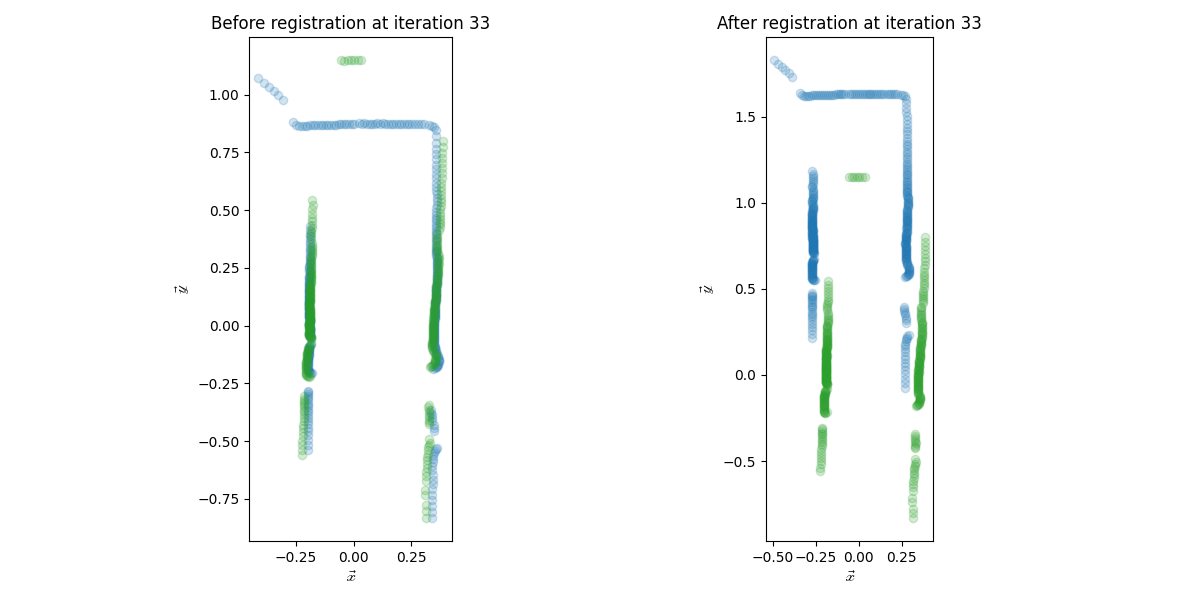 Before registration at iteration 33
1.00
0.75
0.50
0.25
0.00
−0.25
−0.50
−0.75
y⃗
−0.25 0.00 0.25
x⃗
After registration at iteration 33
1.5
1.0
0.5
0.0
−0.5
y⃗
−0.50 −0.25 0.00 0.25
x⃗